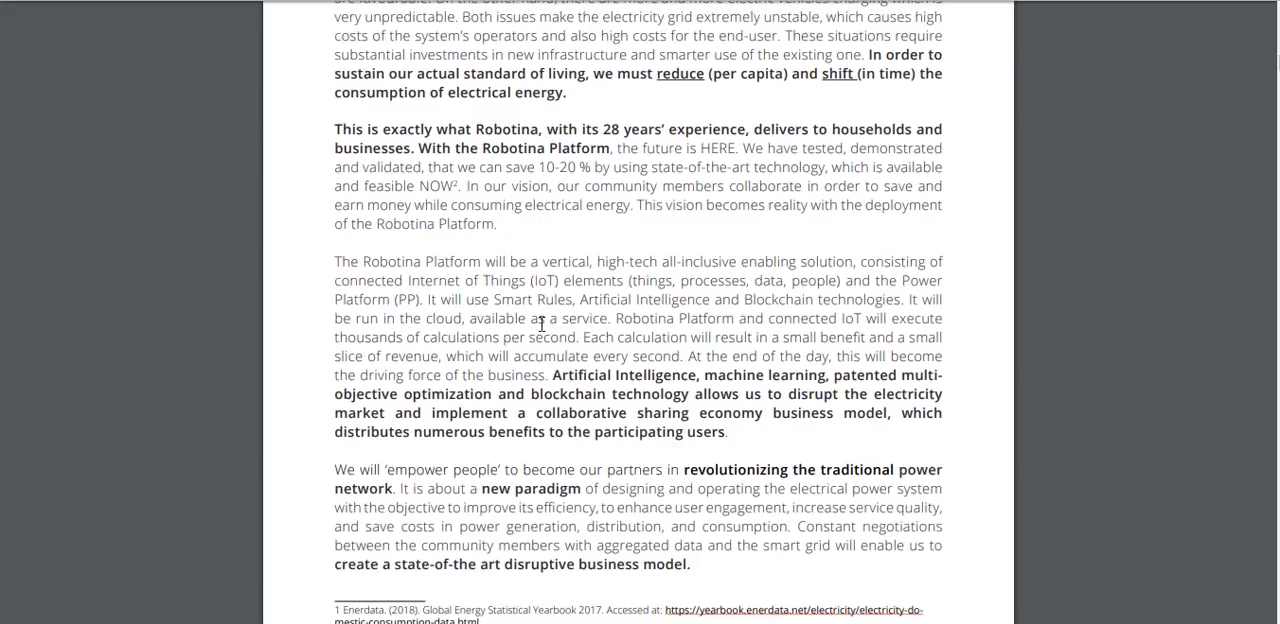 very unpredictable. Both issues make the electricity grid extremely unstable, which causes high
costs of the system's operators and also high costs for the end-user. These situations require
substantial investments in new infrastructure and smarter use of the existing one. In order to
sustain our actual standard of living, we must reduce (per capita) and shift (in time) the
consumption of electrical energy.
This is exactly what Robotina, with its 28 years’ experience, delivers to households and
businesses. With the Robotina Platform, the future is HERE. We have tested, demonstrated
and validated, that we can save 10-20 % by using state-of-the-art technology, which is available
and feasible NOW². In our vision, our community members collaborate in order to save and
earn money while consuming electrical energy. This vision becomes reality with the deployment
of the Robotina Platform.
The Robotina Platform will be a vertical, high-tech all-inclusive enabling solution, consisting of
connected Internet of Things (IoT) elements (things, processes, data, people) and the Power
Platform (PP). It will use Smart Rules, Artificial Intelligence and Blockchain technologies. It will
be run in the cloud, available as a service. Robotina Platform and connected IoT will execute
thousands of calculations per second. Each calculation will result in a small benefit and a small
slice of revenue, which will accumulate every second. At the end of the day, this will become
the driving force of the business. Artificial Intelligence, machine learning, patented multi-
objective optimization and blockchain technology allows us to disrupt the electricity
market and implement a collaborative sharing economy business model, which
distributes numerous benefits to the participating users.
We will ‘empower people’ to become our partners in revolutionizing the traditional power
network. It is about a new paradigm of designing and operating the electrical power system
with the objective to improve its efficiency, to enhance user engagement, increase service quality,
and save costs in power generation, distribution, and consumption. Constant negotiations
between the community members with aggregated data and the smart grid will enable us to
create a state-of-the art disruptive business model.
1 Enerdata. (2018). Global Energy Statistical Yearbook 2017. Accessed at: https://yearbook.enerdata.net/electricity/electricity-do-
mestic-consumption-data.html